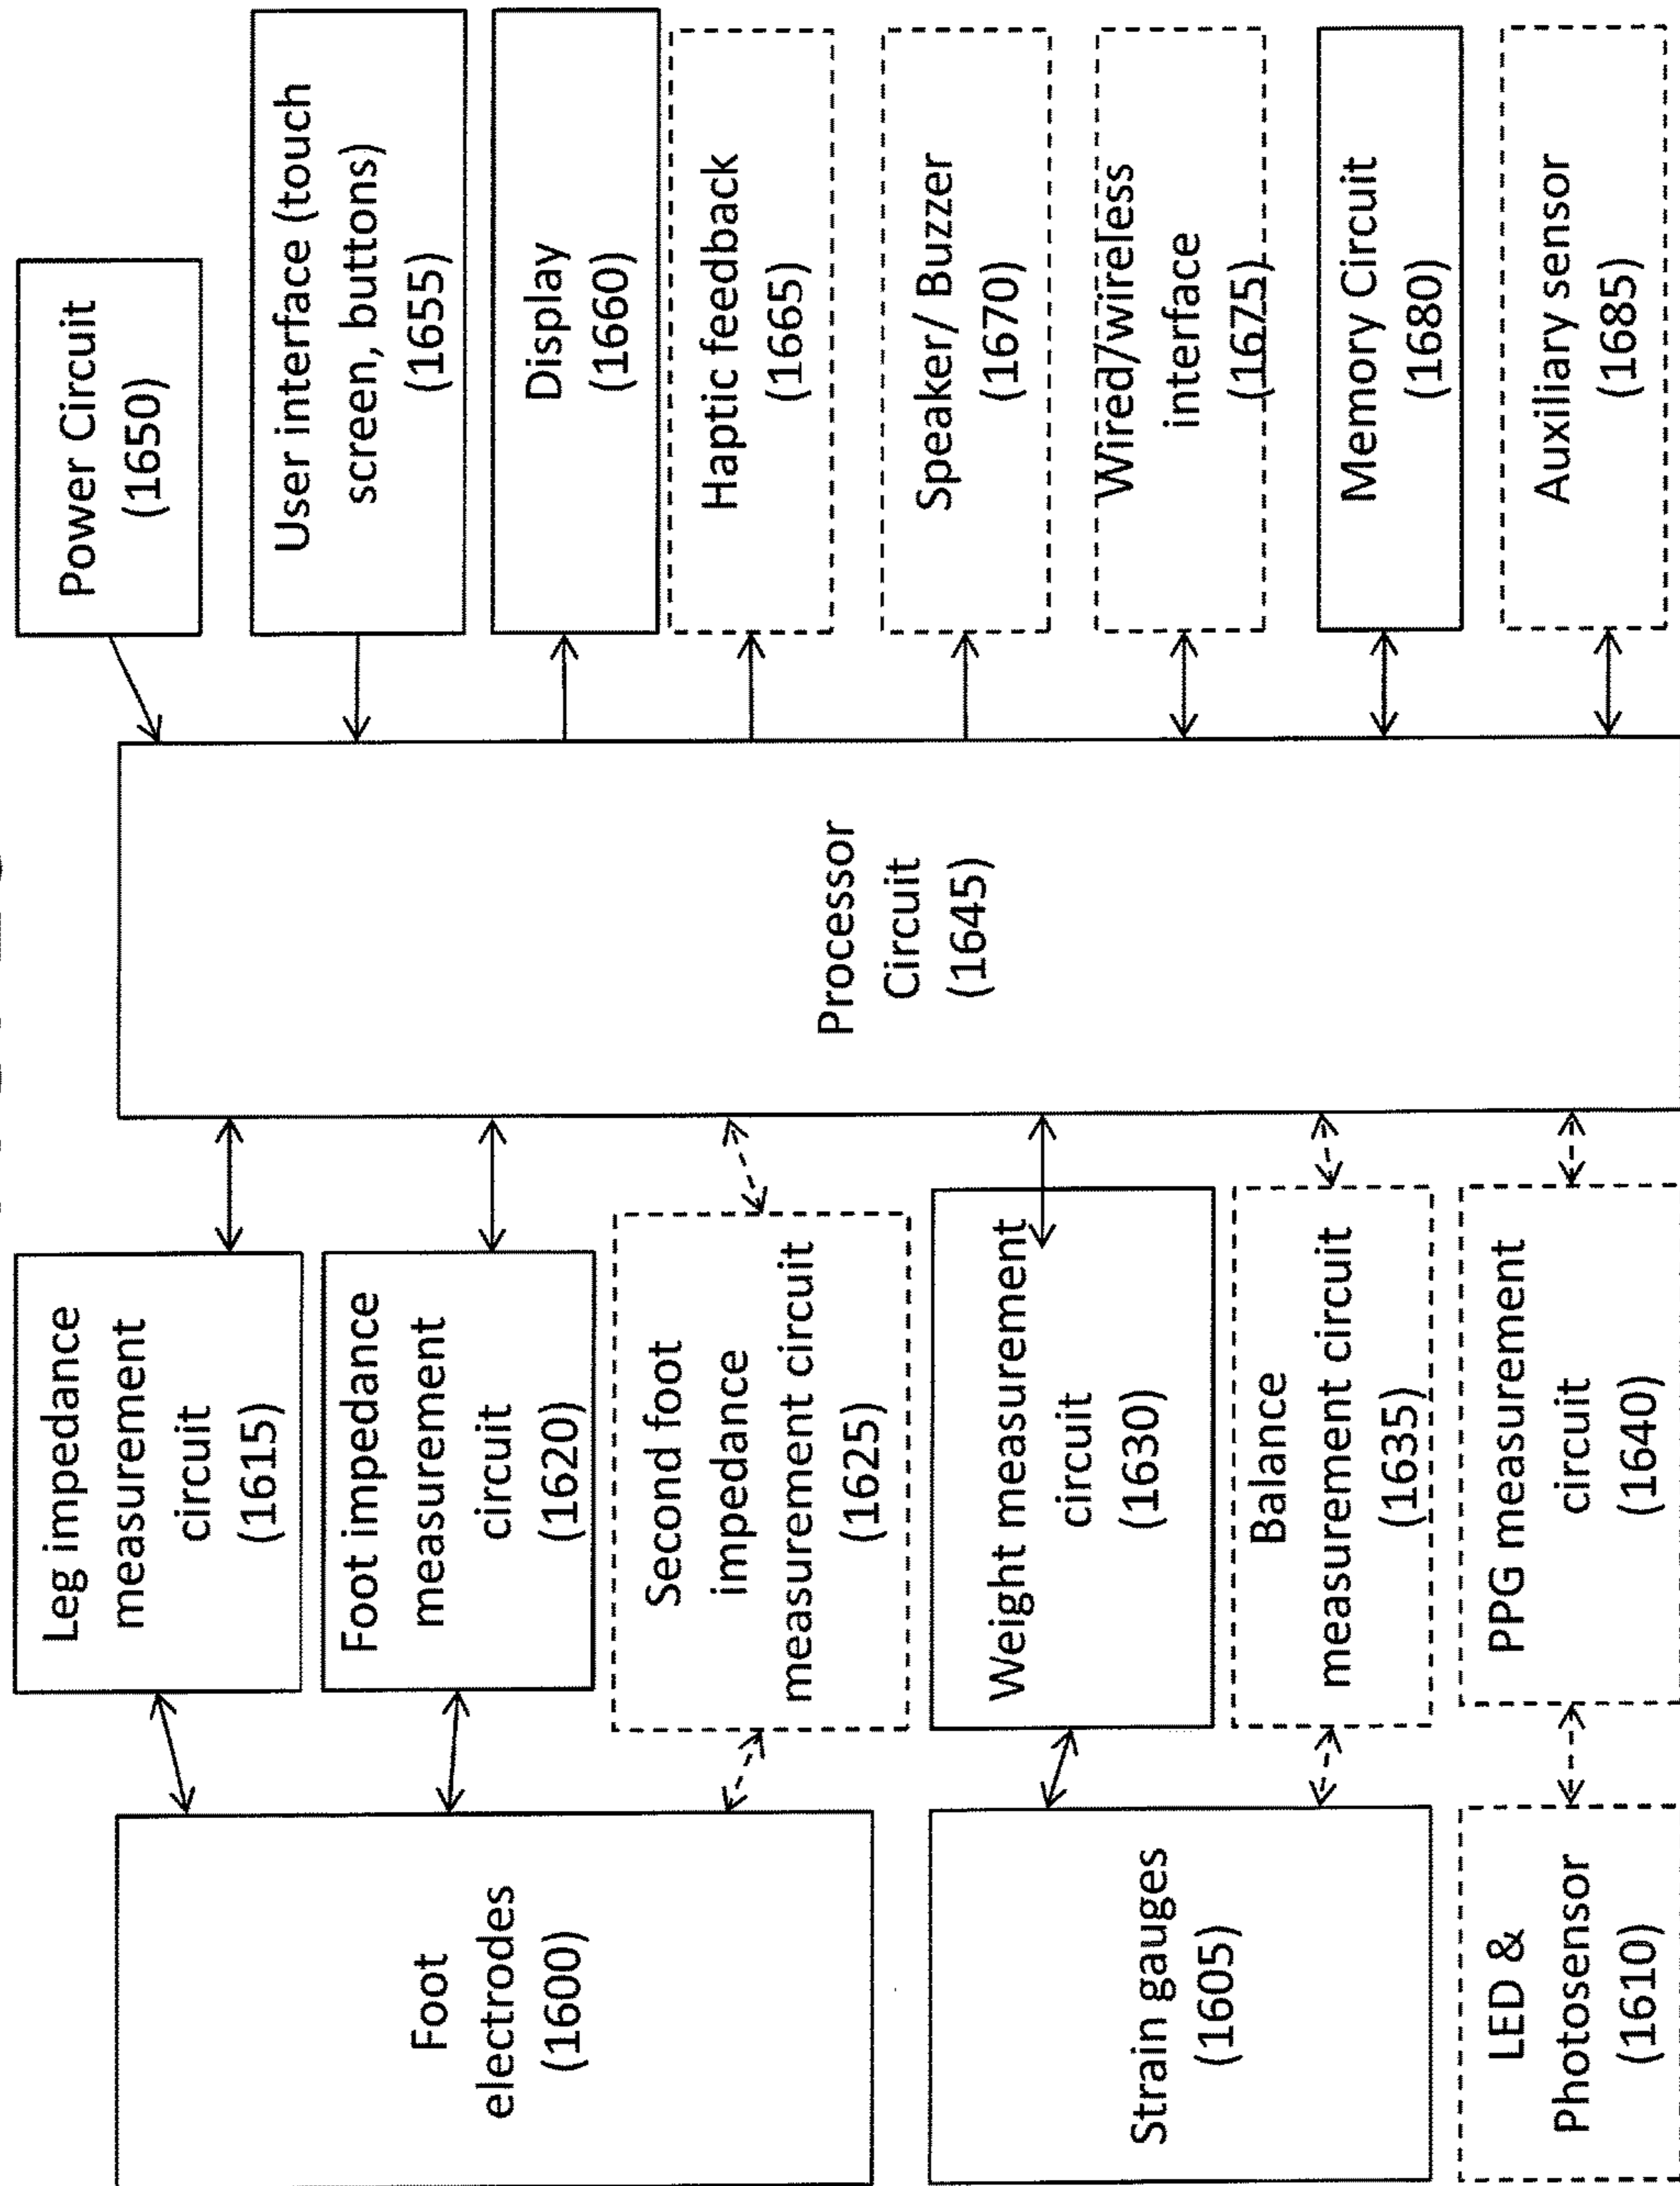 Foot
electrodes
(1600)
Strain gauges
(1605)
LED &
Photosensor
(1610)
Leg impedance
measurement
circuit
(1615)
Foot impedance
measurement
circuit
(1620)
Second foot
impedance
measurement circuit
(1625)
Weight measurement
circuit
(1630)
Balance
measurement circuit
(1635)
PPG measurement
circuit
(1640)
Processor
Circuit
(1645)
Power Circuit
(1650)
User interface (touch
screen, buttons)
(1655)
Display
(1660)
Haptic feedback
(1665)
Speaker/ Buzzer
(1670)
Wired/wireless
interface
(1675)
Memory Circuit
(1680)
Auxiliary sensor
(1685)